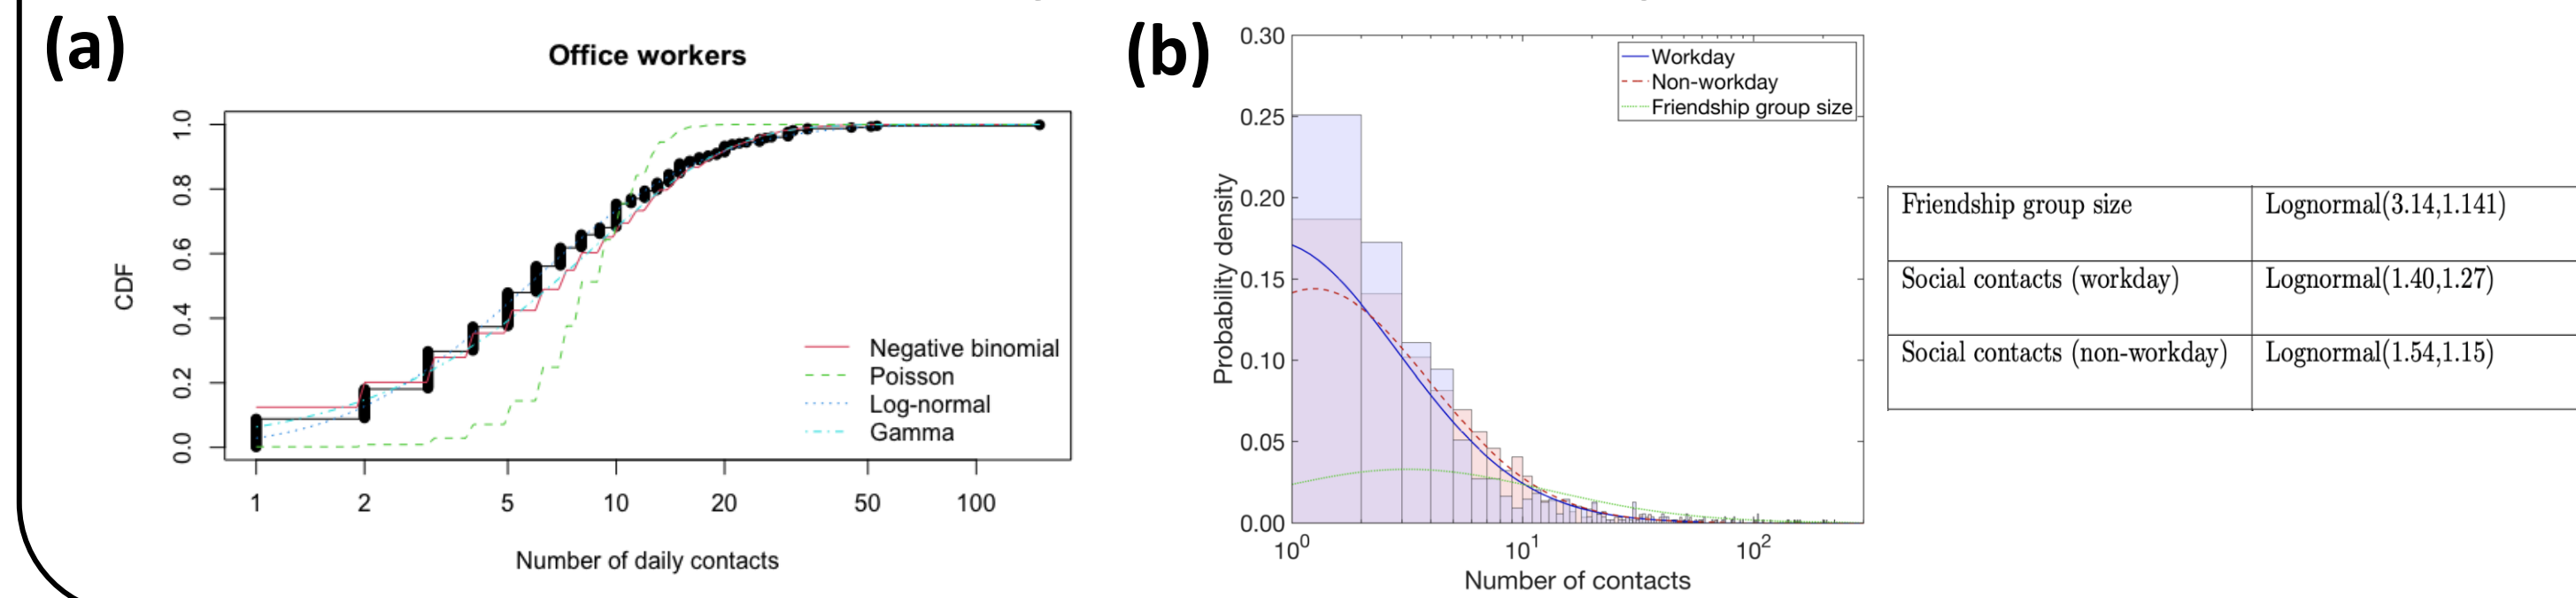 (a)
Office workers
CDF
1.0
0.8
0.6
0.4
0.2
0.0
Negative binomial
Poisson
Log-normal
Gamma
1 2 5 10 20 50 100
Number of daily contacts
(b)
Probability density
0.30
0.25
0.20
0.15
0.10
0.05
0.00
Workday
Non-workday
Friendship group size
10^0 10^1 10^2
Number of contacts
Friendship group size Lognormal(3.14,1.141)
Social contacts (workday) Lognormal(1.40,1.27)
Social contacts (non-workday) Lognormal(1.54,1.15)